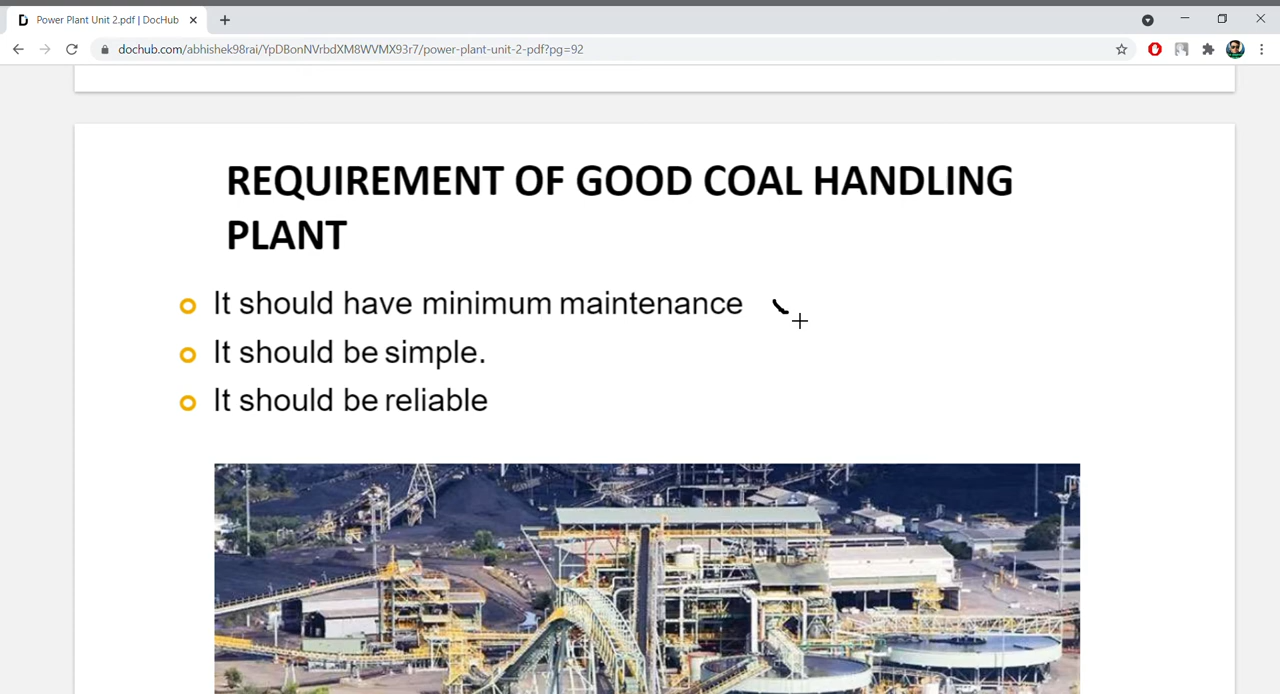 Power Plant Unit 2.pdf | DocHub
dochub.com/abhishek98rai/YpDBonNVrbdXM8WVMX93r7/power-plant-unit-2-pdf?pg=92
REQUIREMENT OF GOOD COAL HANDLING
PLANT
It should have minimum maintenance
It should be simple.
It should be reliable